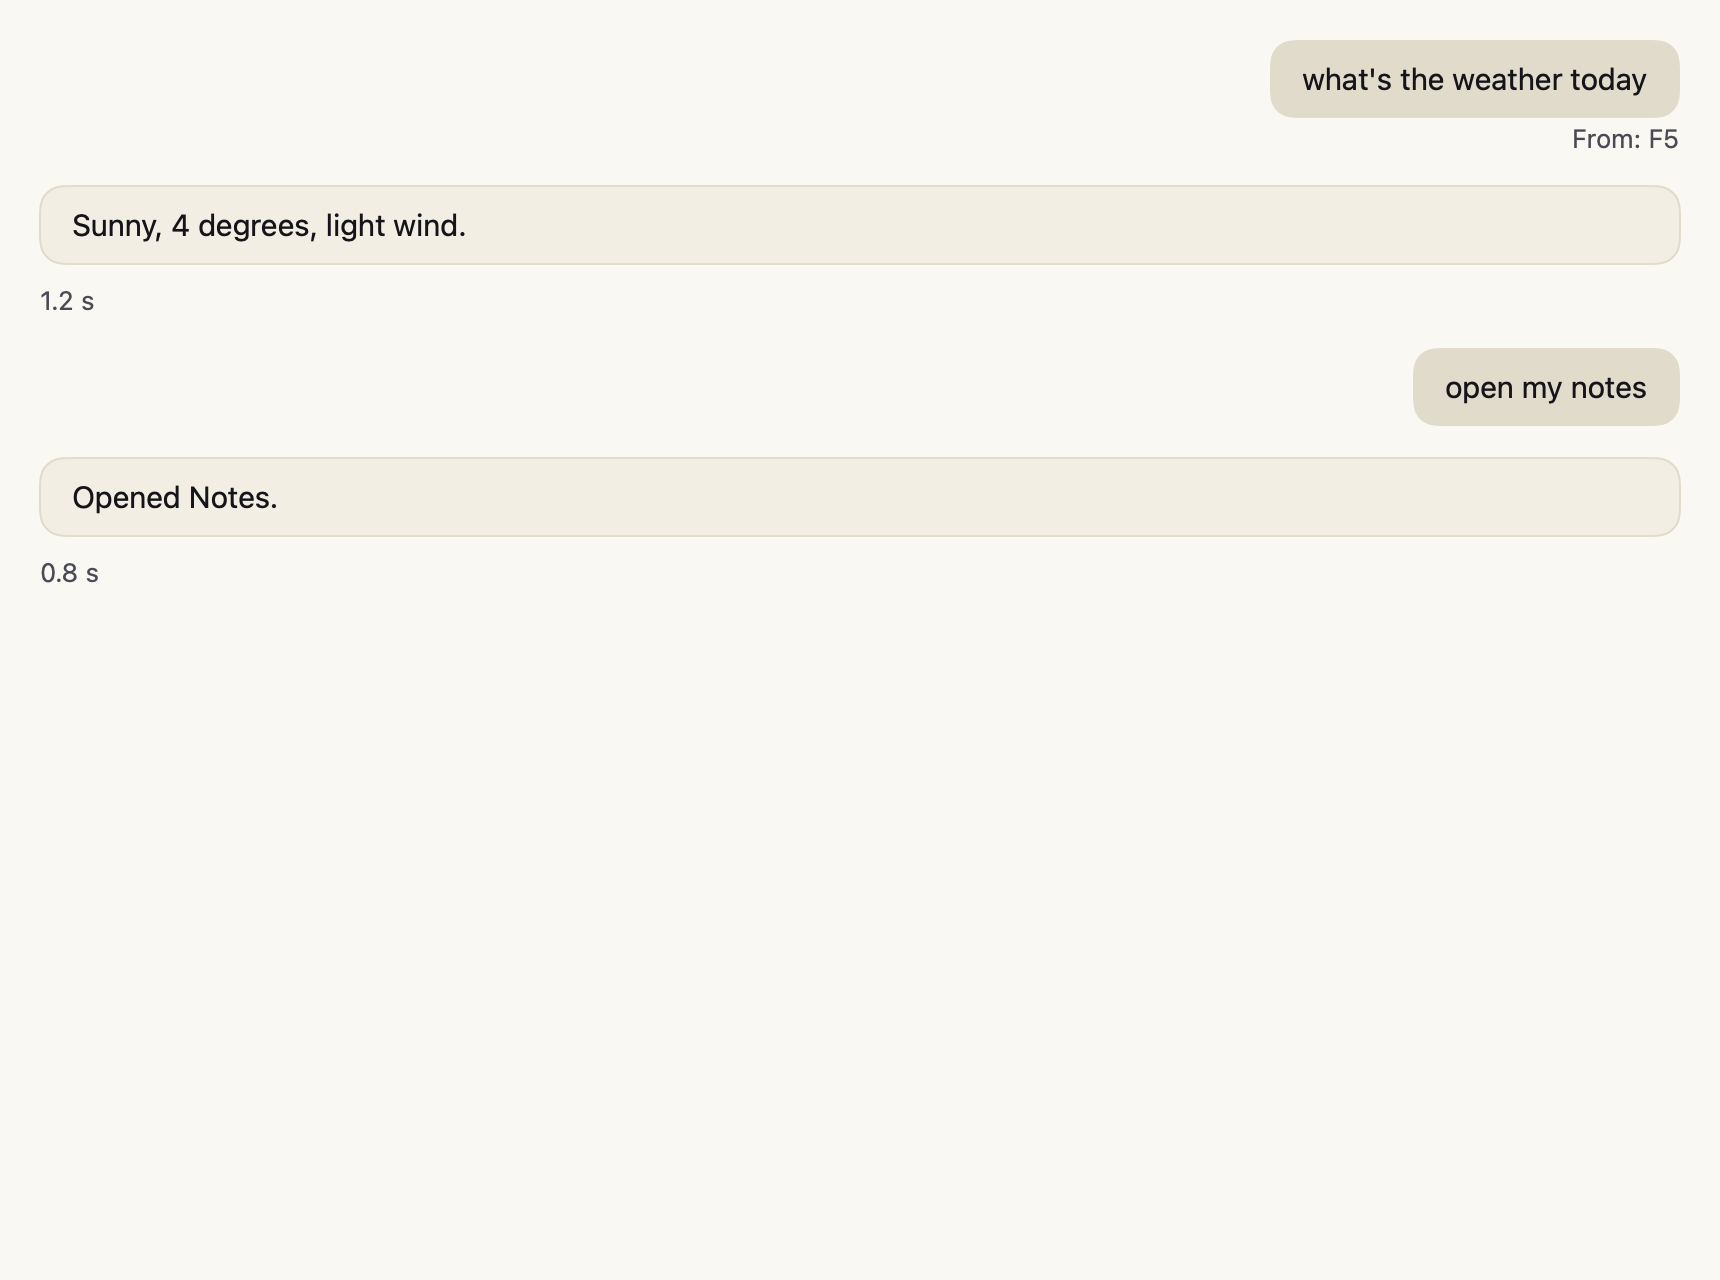 what's the weather today
From: F5
Sunny, 4 degrees, light wind.
1.2 s
open my notes
Opened Notes.
0.8 s